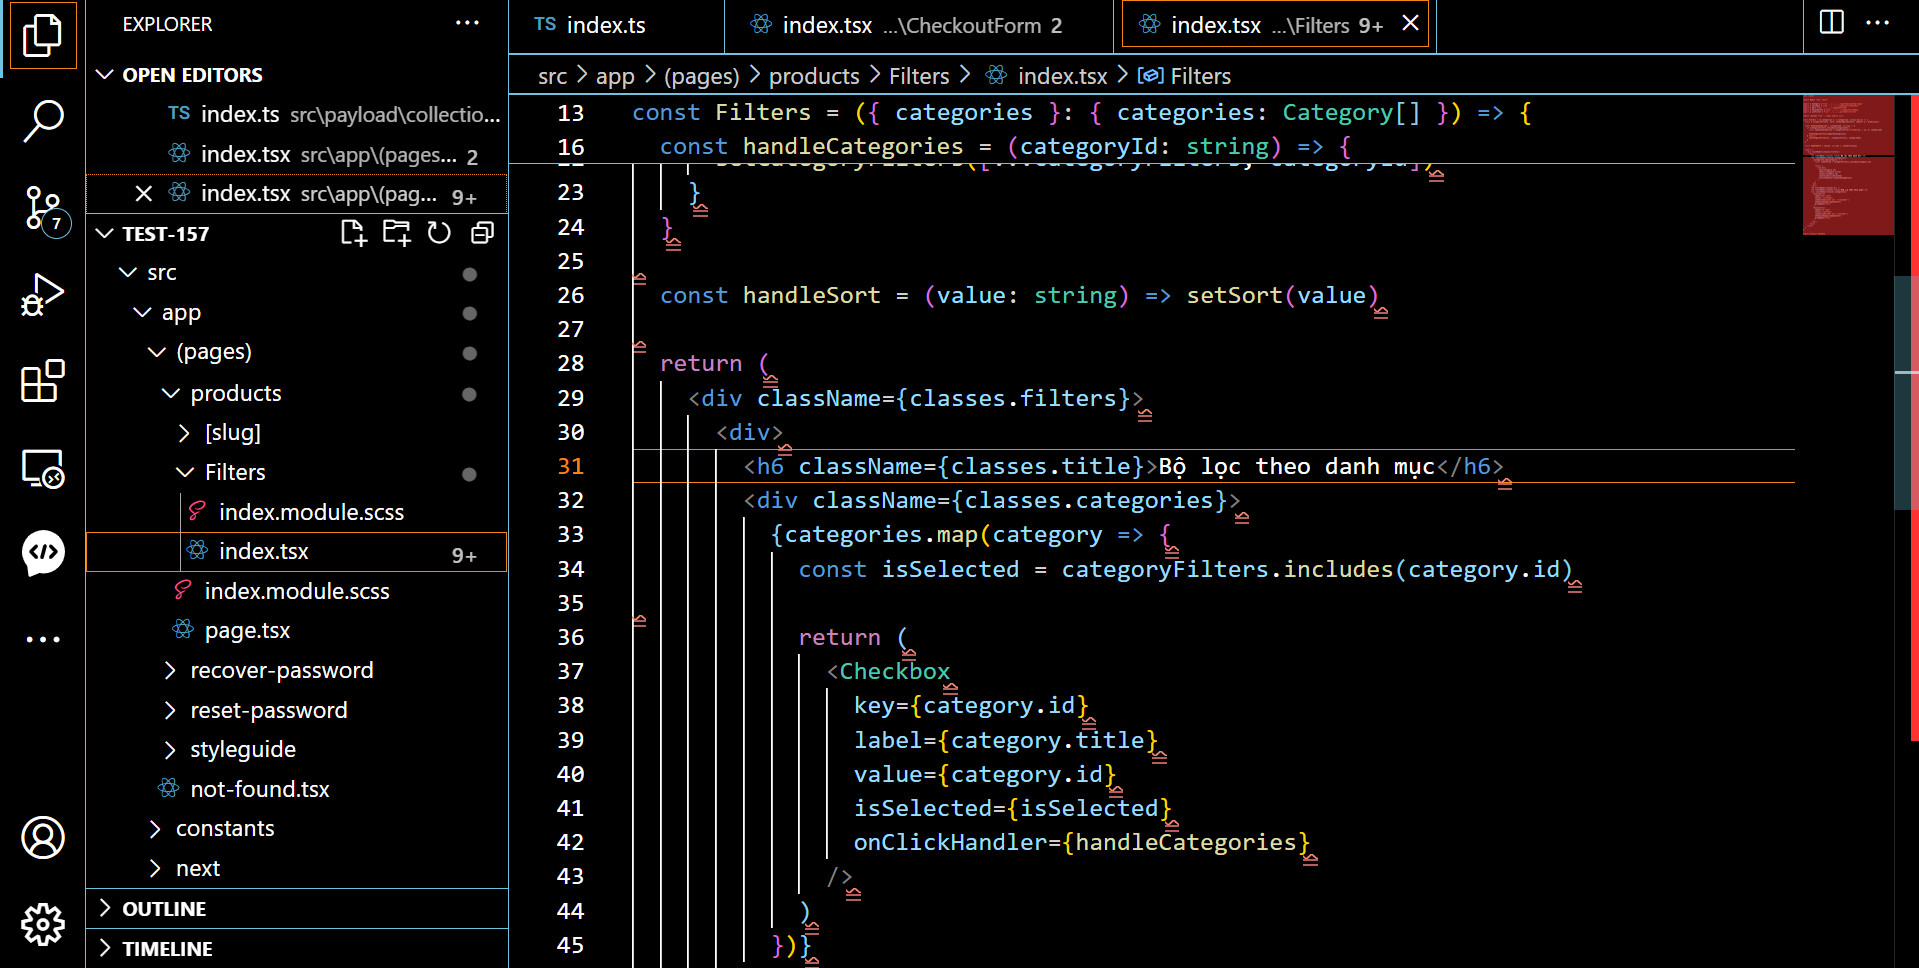 EXPLORER
OPEN EDITORS
TS index.ts src\payload\collectio...
index.tsx src\app\(pages... 2
index.tsx src\app\(pag... 9+
TEST-157
src
app
(pages)
products
[slug]
Filters
index.module.scss
index.tsx 9+
index.module.scss
page.tsx
recover-password
reset-password
styleguide
not-found.tsx
constants
next
OUTLINE
TIMELINE
7
TS index.ts
index.tsx ...\CheckoutForm 2
index.tsx ...\Filters 9+
src > app > (pages) > products > Filters > index.tsx > Filters
13 const Filters = ({ categories }: { categories: Category[] }) => {
16 const handleCategories = (categoryId: string) => {
23 }
24 }
25
26 const handleSort = (value: string) => setSort(value)
27
28 return (
29 <div className={classes.filters}>
30 <div>
31 <h6 className={classes.title}>Bộ lọc theo danh mục</h6>
32 <div className={classes.categories}>
33 {categories.map(category => {
34 const isSelected = categoryFilters.includes(category.id)
35
36 return (
37 <Checkbox
38 key={category.id}
39 label={category.title}
40 value={category.id}
41 isSelected={isSelected}
42 onClickHandler={handleCategories}
43 />
44 )
45 })}